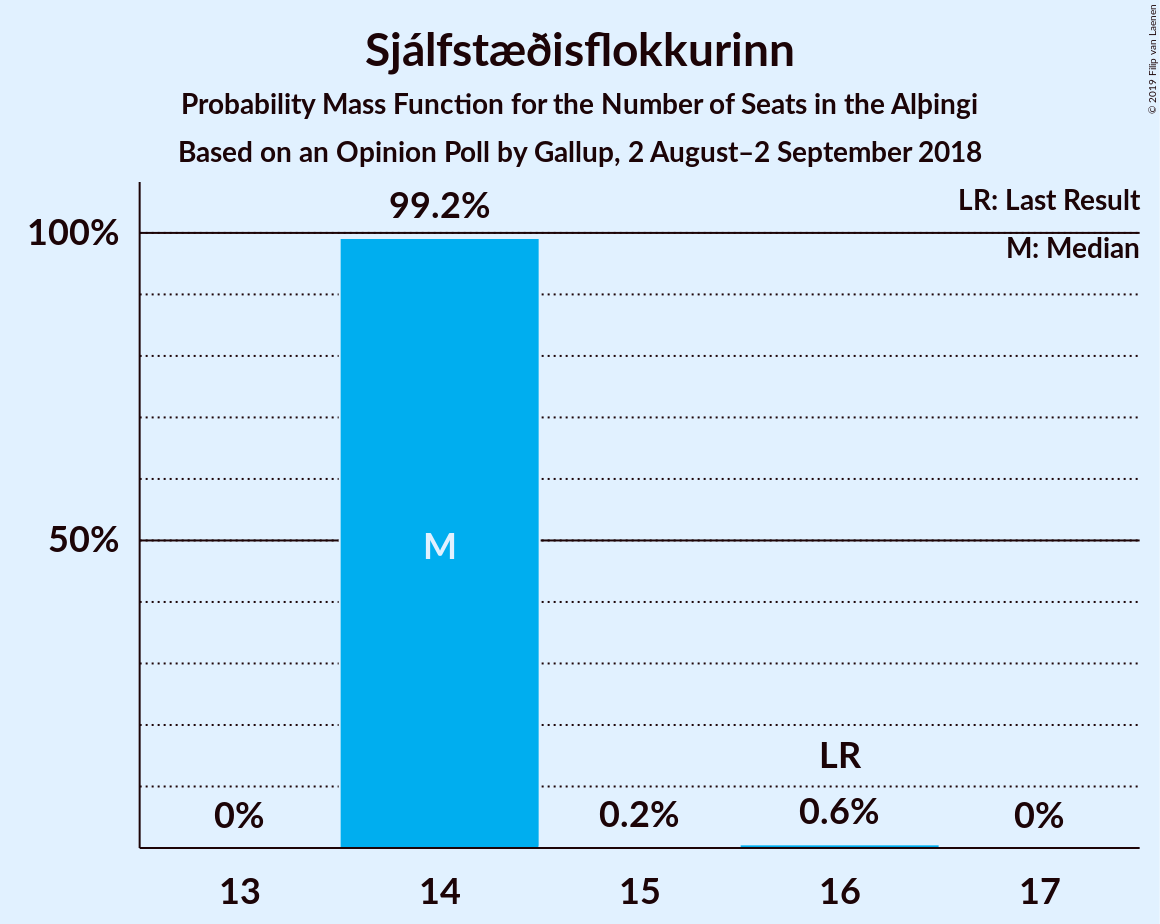 Sjálfstæðisflokkurinn
Probability Mass Function for the Number of Seats in the Alþingi
Based on an Opinion Poll by Gallup, 2 August–2 September 2018
© 2019 Filip van Laenen
LR: Last Result
M: Median
99.2%
100%
50%
M
LR
0%
0.2%
0.6%
0%
13
14
15
16
17